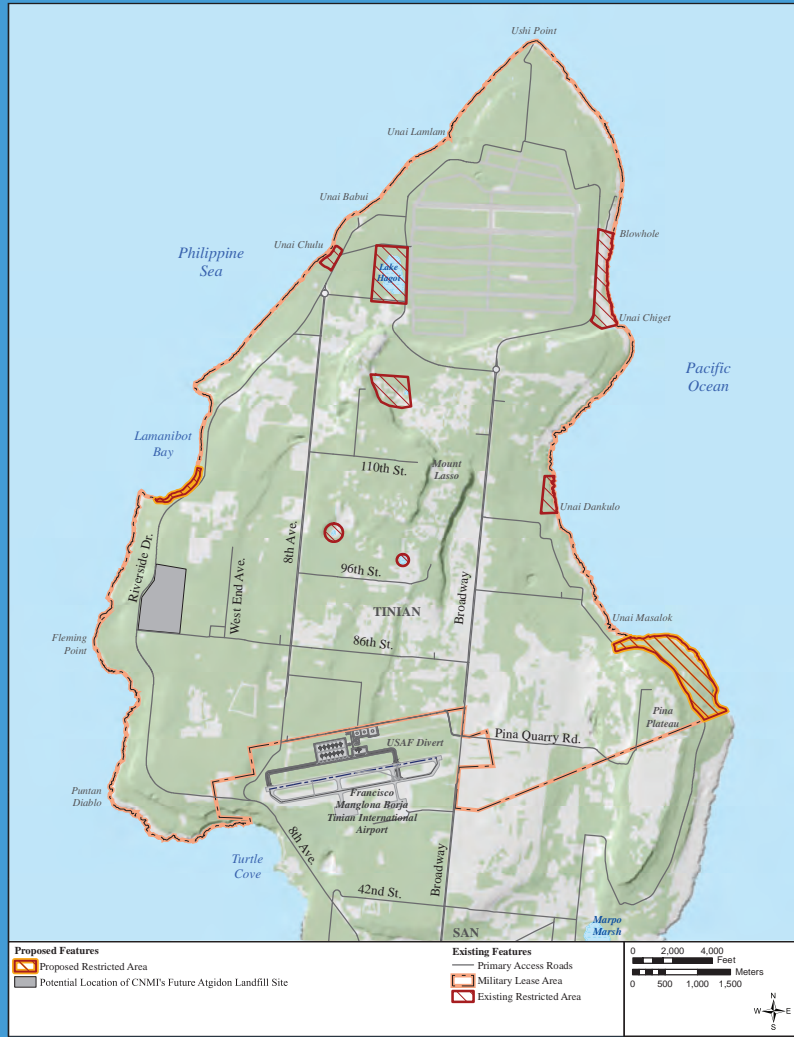 Ushi Point
Unai Lamlam
Unai Babui
Unai Chulu
Philippine
Sea
Lake
Hagoi
Blowhole
Unai Chiget
Pacific
Ocean
Lamanibot
Bay
110th St.
Mount
Lasso
Unai Dankulo
Riverside Dr.
West End Ave.
8th Ave.
96th St.
Broadway
TINIAN
Unai Masalok
86th St.
Fleming
Point
Pina
Plateau
USAF Divert
Pina Quarry Rd.
Puntan
Diablo
Francisco
Manglona Borja
Tinian International
Airport
Turtle
Cove
8th Ave.
Broadway
42nd St.
Marpo
Marsh
SAN
Proposed Features
Proposed Restricted Area
Potential Location of CNMI's Future Atgidon Landfill Site
Existing Features
Primary Access Roads
Military Lease Area
Existing Restricted Area
0 2,000 4,000
Feet
Meters
0 500 1,000 1,500
N
W E
S